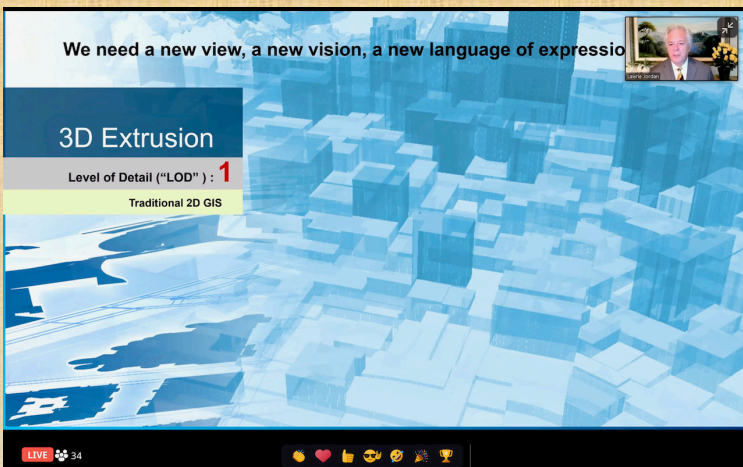 We need a new view, a new vision, a new language of expressio
Lawrie Jordan
3D Extrusion
Level of Detail ("LOD" ) : 1
Traditional 2D GIS
LIVE 34